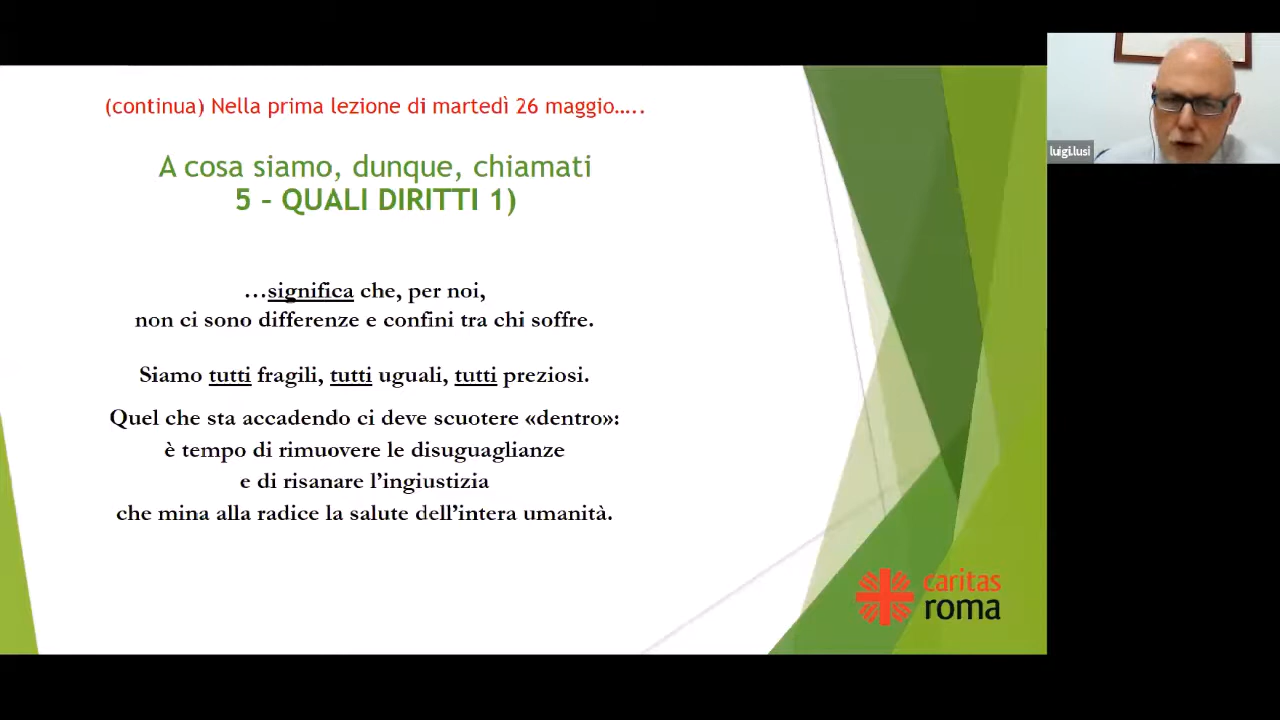 (continua) Nella prima lezione di martedì 26 maggio…..
A cosa siamo, dunque, chiamati
5 – QUALI DIRITTI 1)
…significa che, per noi,
non ci sono differenze e confini tra chi soffre.
Siamo tutti fragili, tutti uguali, tutti preziosi.
Quel che sta accadendo ci deve scuotere «dentro»:
è tempo di rimuovere le disuguaglianze
e di risanare l’ingiustizia
che mina alla radice la salute dell’intera umanità.
caritas
roma
luigi.lusi